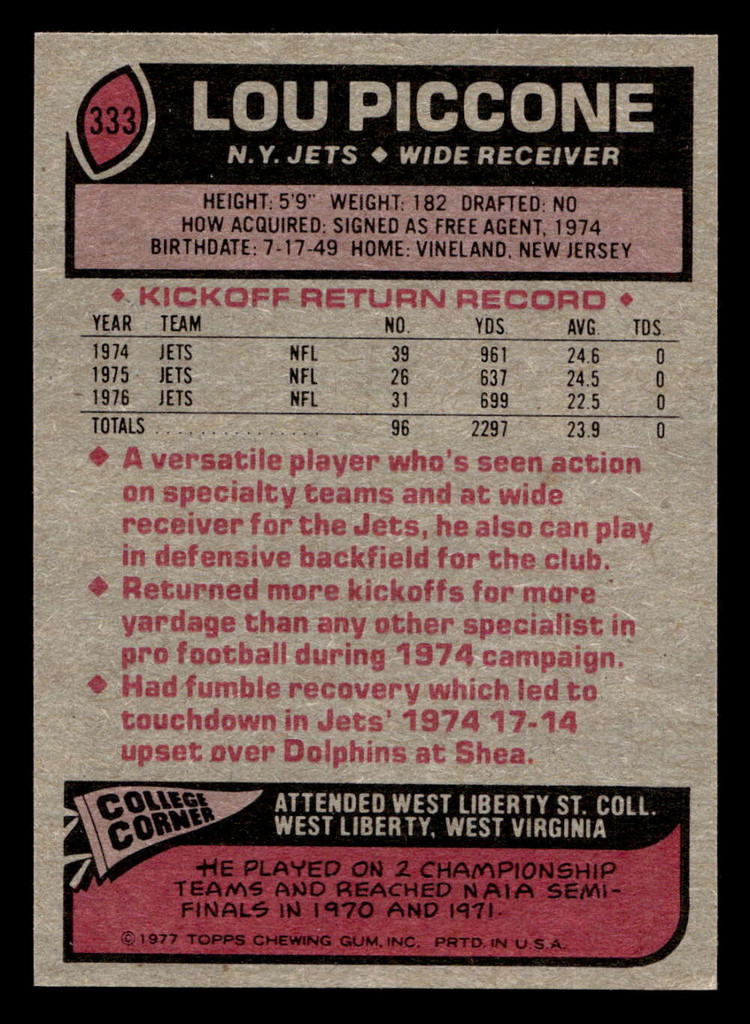 333
LOU PICCONE
N.Y. JETS ◆ WIDE RECEIVER
HEIGHT: 5'9" WEIGHT: 182 DRAFTED: NO
HOW ACQUIRED: SIGNED AS FREE AGENT, 1974
BIRTHDATE: 7-17-49 HOME: VINELAND, NEW JERSEY
◆ KICKOFF RETURN RECORD ◆
YEAR TEAM NO. YDS. AVG. TDS.
1974 JETS NFL 39 961 24.6 0
1975 JETS NFL 26 637 24.5 0
1976 JETS NFL 31 699 22.5 0
TOTALS . . . . . . . . . . . . . . . . 96 2297 23.9 0
◆ A versatile player who's seen action
on specialty teams and at wide
receiver for the Jets, he also can play
in defensive backfield for the club.
◆ Returned more kickoffs for more
yardage than any other specialist in
pro football during 1974 campaign.
◆ Had fumble recovery which led to
touchdown in Jets' 1974 17-14
upset over Dolphins at Shea.
COLLEGE
CORNER
ATTENDED WEST LIBERTY ST. COLL.
WEST LIBERTY, WEST VIRGINIA
HE PLAYED ON 2 CHAMPIONSHIP
TEAMS AND REACHED NAIA SEMI-
FINALS IN 1970 AND 1971.
© 1977 TOPPS CHEWING GUM, INC. PRTD. IN U.S.A.